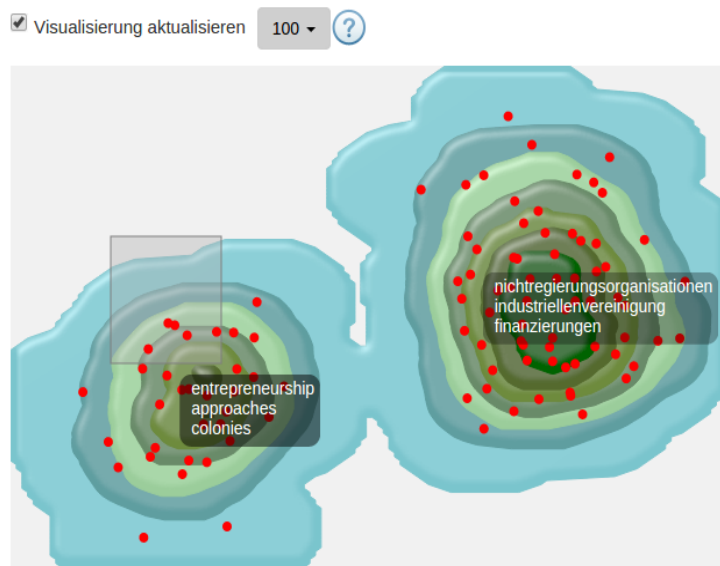 Visualisierung aktualisieren 100 ?
entrepreneurship
approaches
colonies
nichtregierungsorganisationen
industriellenvereinigung
finanzierungen